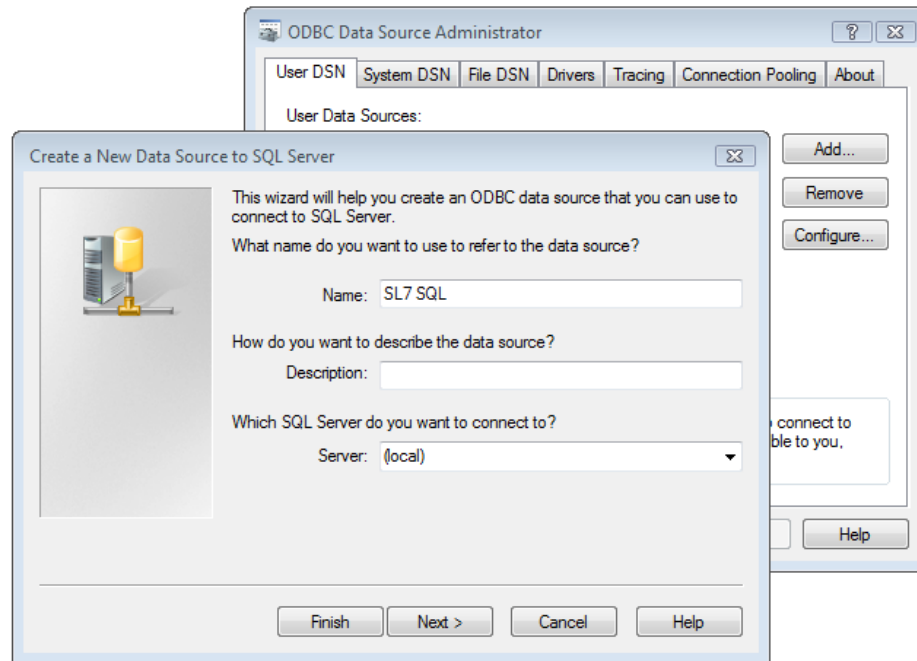 ODBC Data Source Administrator
User DSN System DSN File DSN Drivers Tracing Connection Pooling About
User Data Sources:
Add...
Remove
Configure...
connect to
ble to you,
Help
Create a New Data Source to SQL Server
This wizard will help you create an ODBC data source that you can use to
connect to SQL Server.
What name do you want to use to refer to the data source?
Name: SL7 SQL
How do you want to describe the data source?
Description:
Which SQL Server do you want to connect to?
Server: (local)
Finish Next > Cancel Help